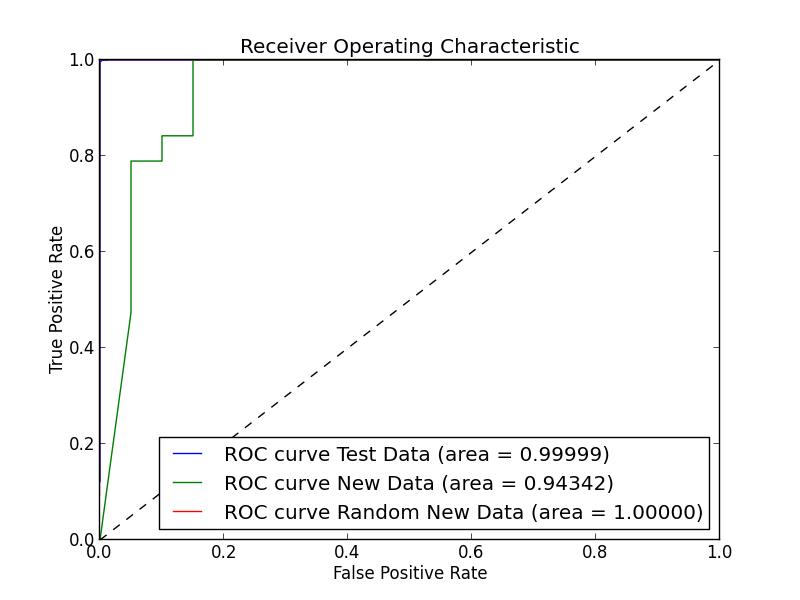 Receiver Operating Characteristic
1.0
0.8
0.6
0.4
0.2
0.0
True Positive Rate
ROC curve Test Data (area = 0.99999)
ROC curve New Data (area = 0.94342)
ROC curve Random New Data (area = 1.00000)
0.0 0.2 0.4 0.6 0.8 1.0
False Positive Rate